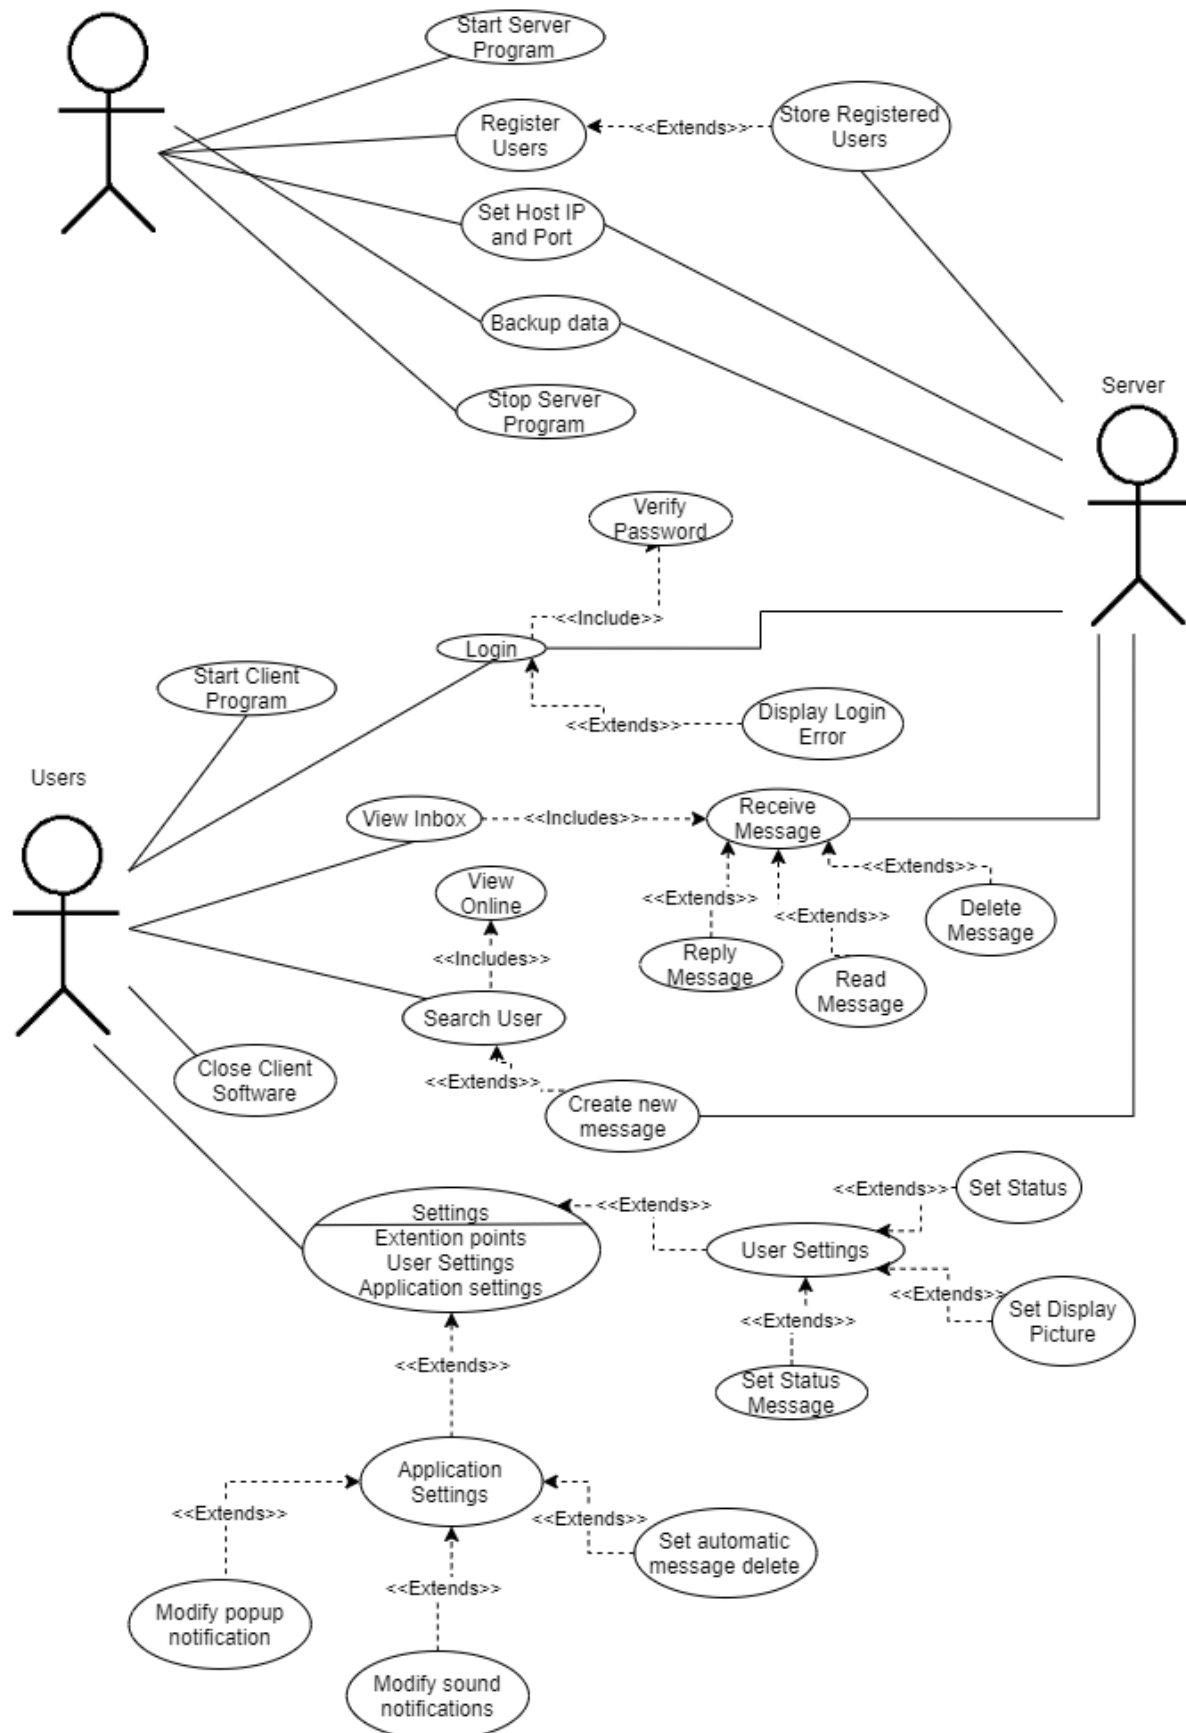 Start Server
Program
Register
Users
<<Extends>>
Store Registered
Users
Set Host IP
and Port
Backup data
Stop Server
Program
Server
Verify
Password
<<Include>>
Login
Start Client
Program
<<Extends>>
Display Login
Error
Users
View Inbox
<<Includes>>
Receive
Message
<<Extends>>
View
Online
<<Extends>>
<<Extends>>
Delete
Message
<<Includes>>
Reply
Message
Read
Message
Search User
Close Client
Software
<<Extends>>
Create new
message
Settings
Extention points
User Settings
Application settings
<<Extends>>
<<Extends>>
Set Status
User Settings
<<Extends>>
Set Display
Picture
<<Extends>>
Set Status
Message
<<Extends>>
Application
Settings
<<Extends>>
<<Extends>>
Set automatic
message delete
<<Extends>>
Modify popup
notification
Modify sound
notifications